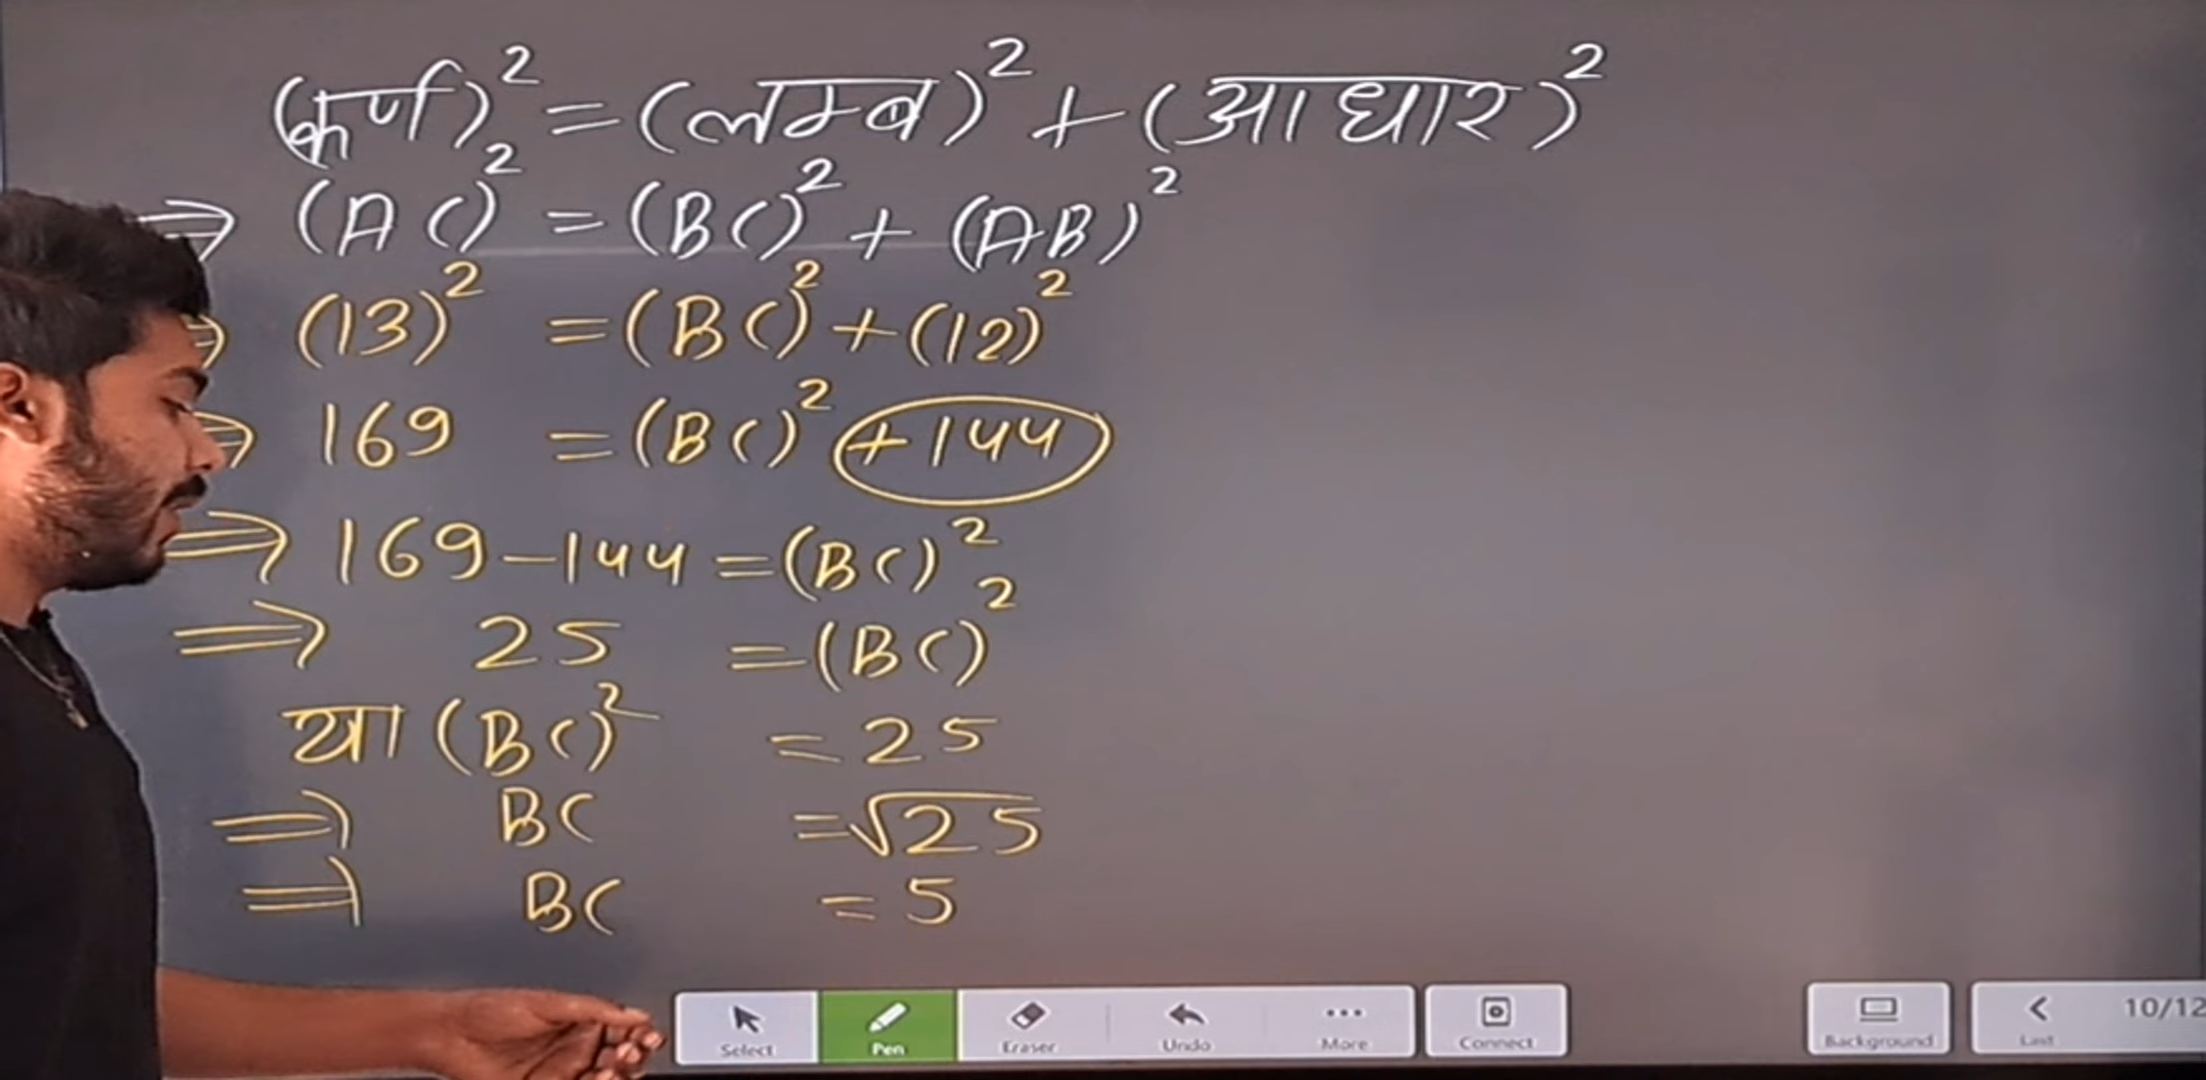 (कर्ण)² = (लम्ब)² + (आधार)²
⇒ (AC)² = (BC)² + (AB)²
⇒ (13)² = (BC)² + (12)²
⇒ 169 = (BC)² + 144
⇒ 169 - 144 = (BC)²
⇒ 25 = (BC)²
या (BC)² = 25
⇒ BC = √25
⇒ BC = 5
Select Pen Eraser Undo More Connect Background Last 10/12